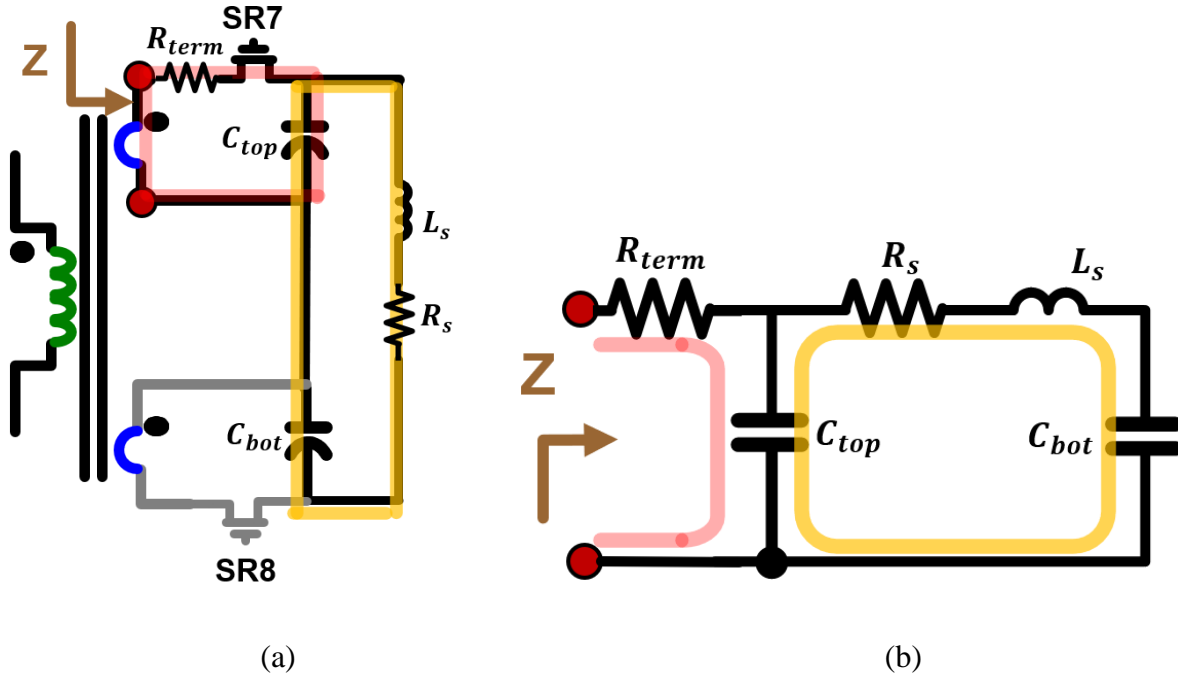 SR7
R_term
Z
C_top
L_s
R_s
C_bot
SR8
(a)
R_term
R_s
L_s
Z
C_top
C_bot
(b)